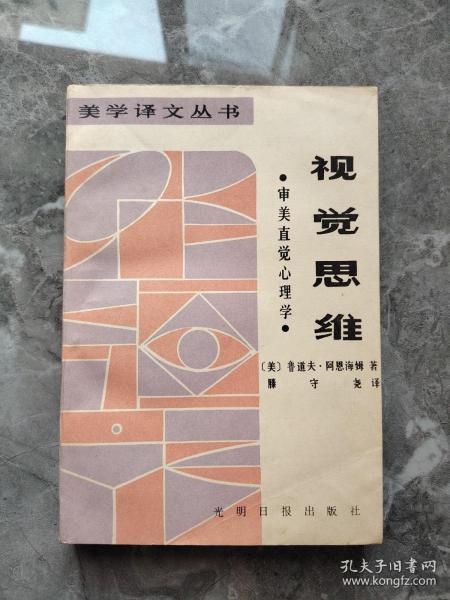 美学译文丛书
视觉思维
•审美直觉心理学•
〔美〕鲁道夫·阿恩海姆 著
滕守尧 译
光明日报出版社
孔夫子旧书网
www.kongfz.com